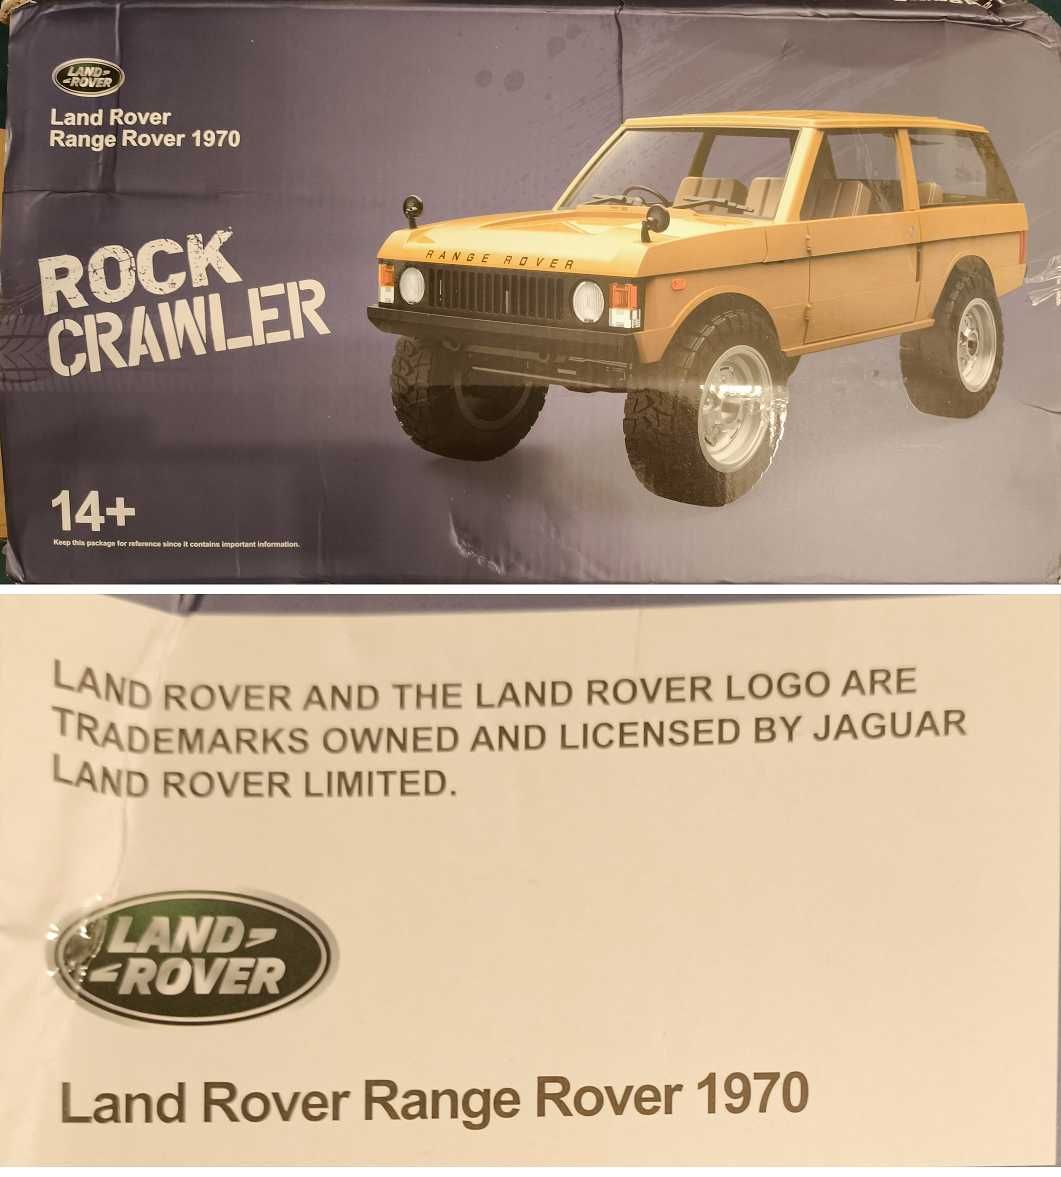 LAND
ROVER
Land Rover
Range Rover 1970
ROCK
CRAWLER
RANGE ROVER
14+
Keep this package for reference since it contains important information.
LAND ROVER AND THE LAND ROVER LOGO ARE
TRADEMARKS OWNED AND LICENSED BY JAGUAR
LAND ROVER LIMITED.
LAND
ROVER
Land Rover Range Rover 1970